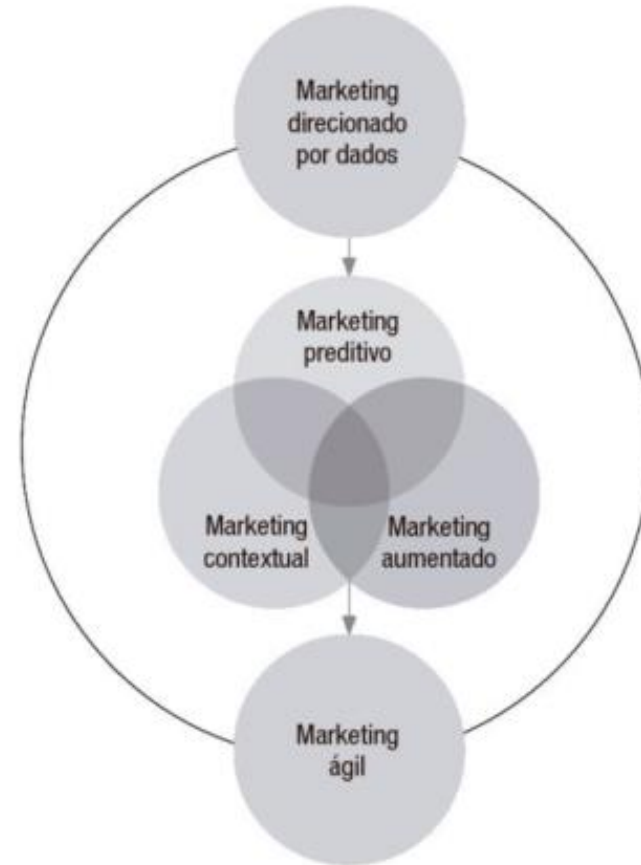 Marketing
direcionado
por dados
Marketing
preditivo
Marketing
contextual
Marketing
aumentado
Marketing
ágil